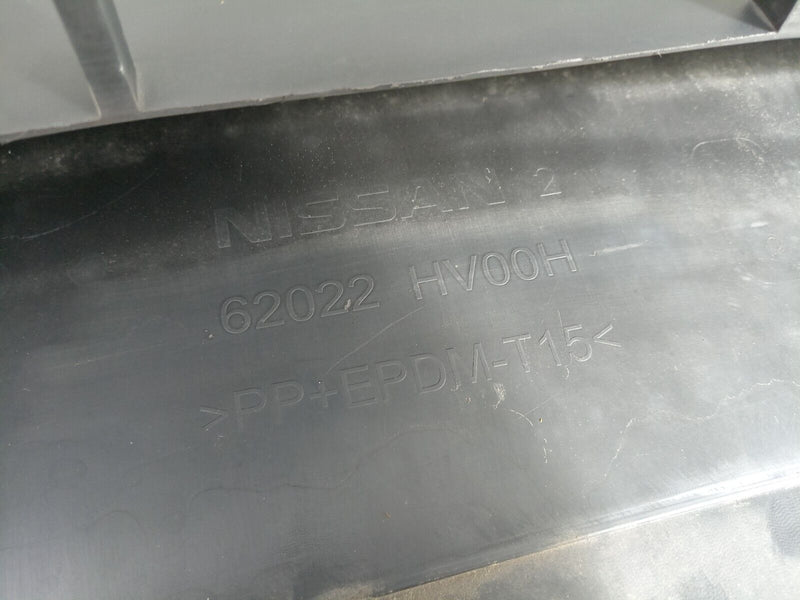 NISSAN 2
62022 HV00H
>PP+EPDM-T15<